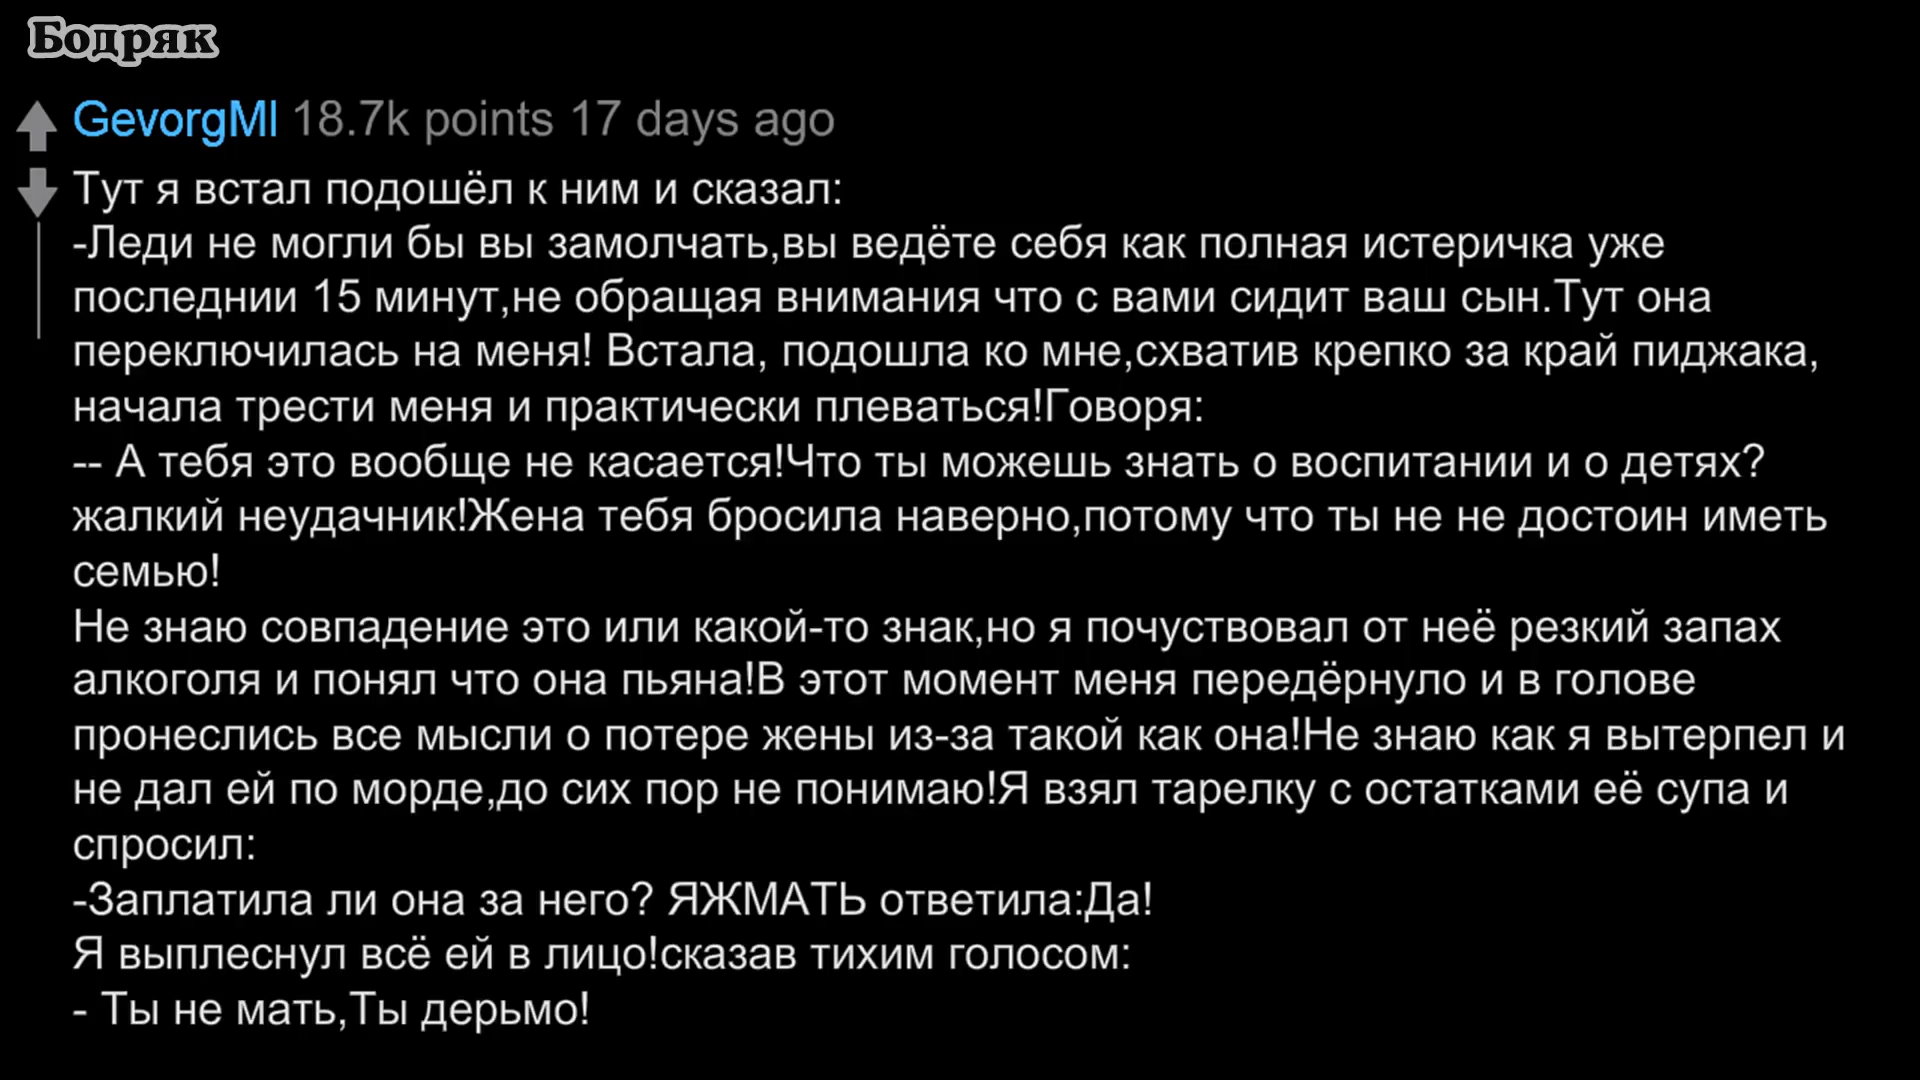 Бодряк
GevorgMl 18.7k points 17 days ago
Тут я встал подошёл к ним и сказал:
-Леди не могли бы вы замолчать,вы ведёте себя как полная истеричка уже
последнии 15 минут,не обращая внимания что с вами сидит ваш сын.Тут она
переключилась на меня! Встала, подошла ко мне,схватив крепко за край пиджака,
начала трести меня и практически плеваться!Говоря:
-- А тебя это вообще не касается!Что ты можешь знать о воспитании и о детях?
жалкий неудачник!Жена тебя бросила наверно,потому что ты не не достоин иметь
семью!
Не знаю совпадение это или какой-то знак,но я почуствовал от неё резкий запах
алкоголя и понял что она пьяна!В этот момент меня передёрнуло и в голове
пронеслись все мысли о потере жены из-за такой как она!Не знаю как я вытерпел и
не дал ей по морде,до сих пор не понимаю!Я взял тарелку с остатками её супа и
спросил:
-Заплатила ли она за него? ЯЖМАТЬ ответила:Да!
Я выплеснул всё ей в лицо!сказав тихим голосом:
- Ты не мать,Ты дерьмо!